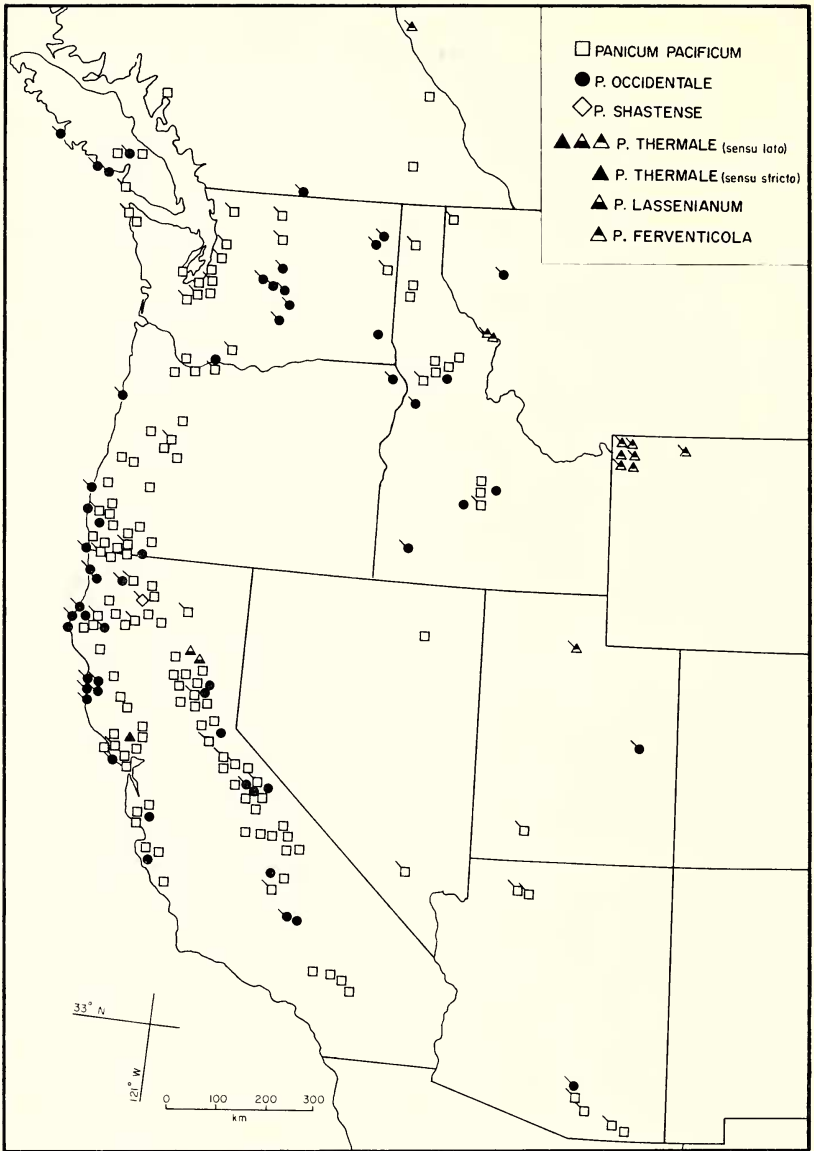 PANICUM PACIFICUM
P. OCCIDENTALE
P. SHASTENSE
P. THERMALE (sensu lato)
P. THERMALE (sensu stricto)
P. LASSENIANUM
P. FERVENTICOLA
33° N
121° W
0 100 200 300
km